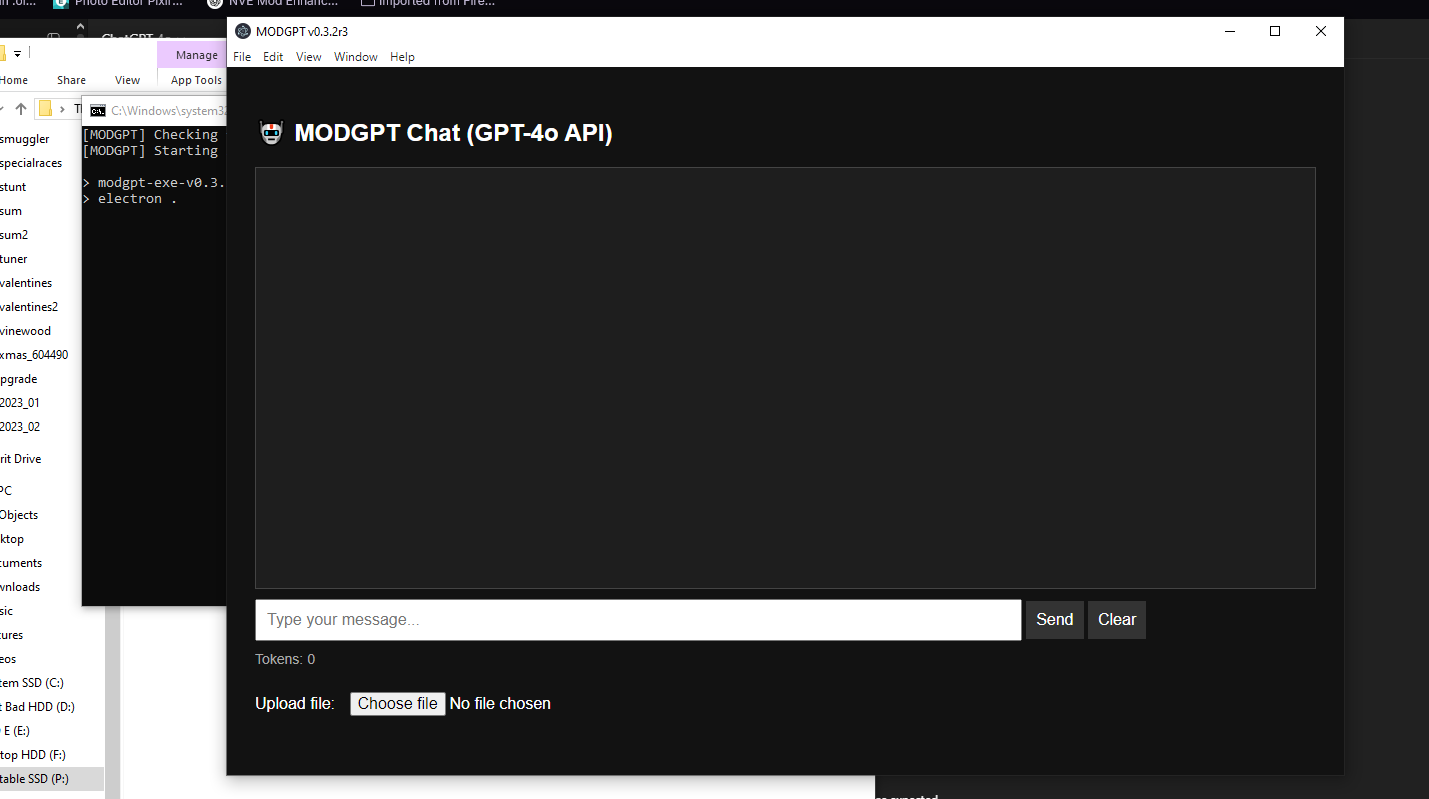 Photo Editor Pixlr...
NVE Mod Enhanc...
Imported from Fire...
ChatGPT 4o
Manage
Home Share View App Tools
smuggler
specialraces
stunt
sum
sum2
tuner
valentines
valentines2
vinewood
xmas_604490
pgrade
2023_01
2023_02
rit Drive
PC
Objects
ktop
cuments
wnloads
sic
tures
eos
tem SSD (C:)
t Bad HDD (D:)
E (E:)
top HDD (F:)
table SSD (P:)
C:\Windows\system32
[MODGPT] Checking
[MODGPT] Starting
> modgpt-exe-v0.3.
> electron .
MODGPT v0.3.2r3
File Edit View Window Help
MODGPT Chat (GPT-4o API)
Type your message...
Send
Clear
Tokens: 0
Upload file: Choose file No file chosen